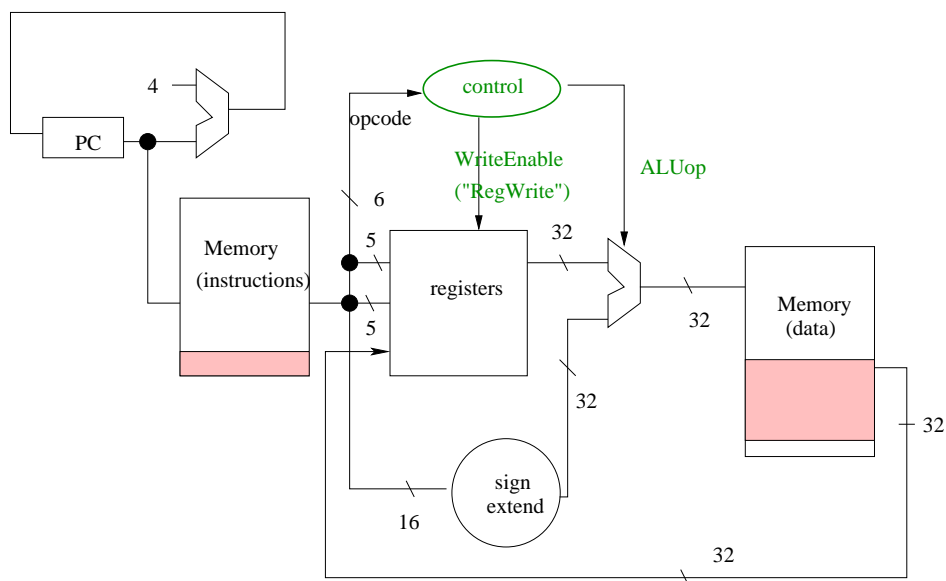 control
4
opcode
PC
WriteEnable
("RegWrite")
ALUop
6
5
32
Memory
(instructions)
registers
5
32
Memory
(data)
32
32
sign
extend
16
32